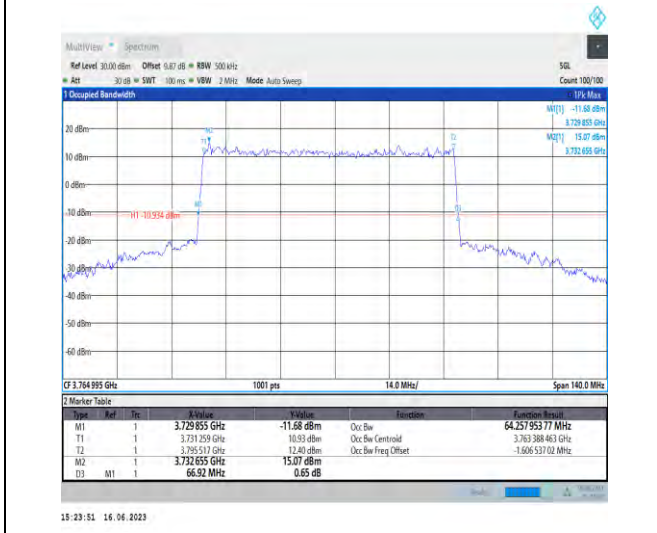 MultiView Spectrum
Ref Level 30.00 dBm Offset 0.87 dB RBW 500 kHz SGL
Att 30 dB SWT 100 ms VBW 2 MHz Mode Auto Sweep Count 100/100
1 Occupied Bandwidth 1Pk Max
M1[1] -11.68 dBm
3.729 855 GHz
M2[1] 15.07 dBm
3.732 655 GHz
20 dBm
M2
T1
T2
10 dBm
0 dBm
M1
D3
-10 dBm
H1 -10.934 dBm
-20 dBm
-30 dBm
-40 dBm
-50 dBm
-60 dBm
CF 3.764 995 GHz 1001 pts 14.0 MHz/ Span 140.0 MHz
2 Marker Table
Type Ref Trc X-Value Y-Value Function Function Result
M1 1 3.729 855 GHz -11.68 dBm Occ Bw 64.257 953 77 MHz
T1 1 3.731 259 GHz 10.93 dBm Occ Bw Centroid 3.763 388 463 GHz
T2 1 3.795 517 GHz 12.40 dBm Occ Bw Freq Offset -1.606 537 02 MHz
M2 1 3.732 655 GHz 15.07 dBm
D3 M1 1 66.92 MHz 0.65 dB
15:23:51 16.06.2023